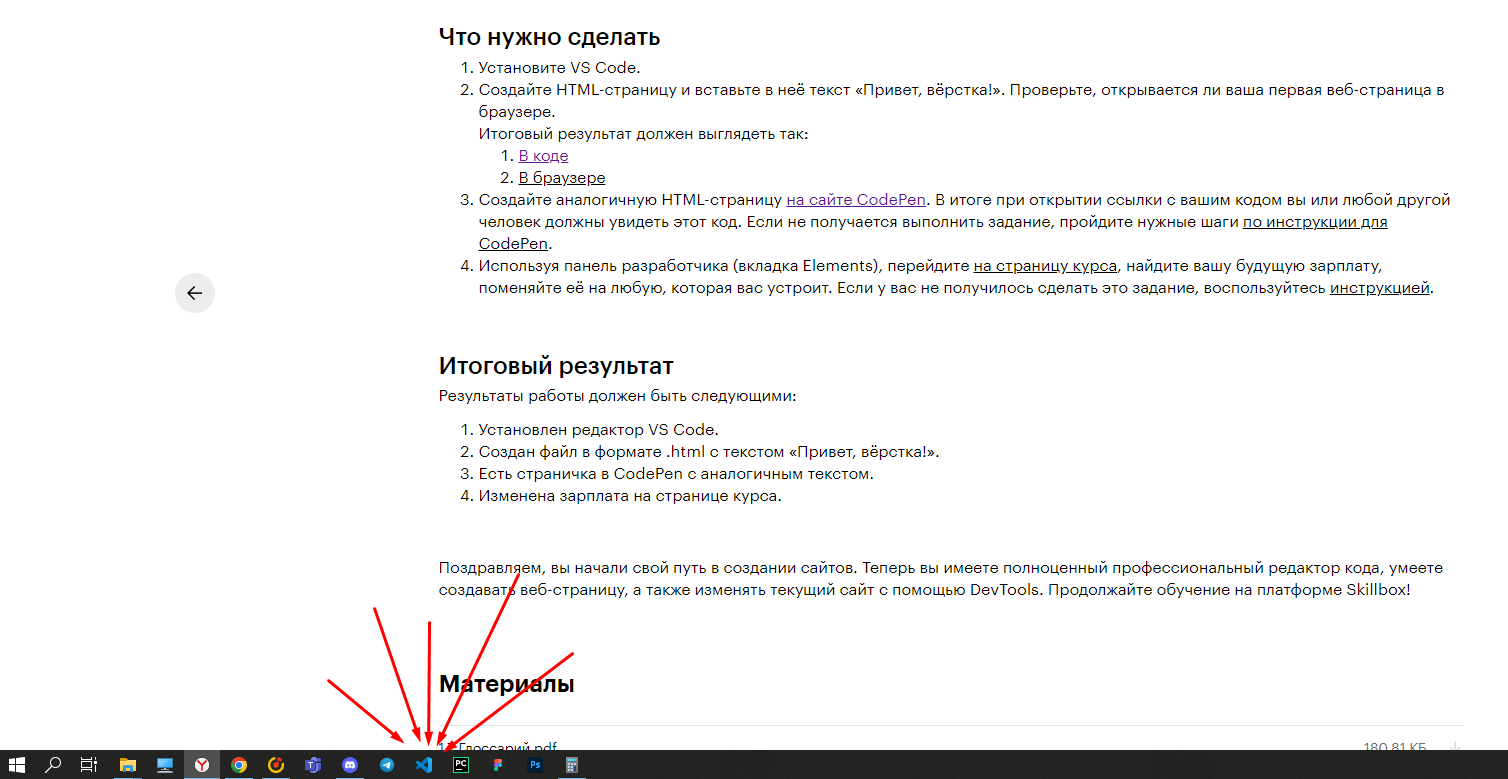 Что нужно сделать
1. Установите VS Code.
2. Создайте HTML-страницу и вставьте в неё текст «Привет, вёрстка!». Проверьте, открывается ли ваша первая веб-страница в
браузере.
Итоговый результат должен выглядеть так:
1. В коде
2. В браузере
3. Создайте аналогичную HTML-страницу на сайте CodePen. В итоге при открытии ссылки с вашим кодом вы или любой другой
человек должны увидеть этот код. Если не получается выполнить задание, пройдите нужные шаги по инструкции для
CodePen.
4. Используя панель разработчика (вкладка Elements), перейдите на страницу курса, найдите вашу будущую зарплату,
поменяйте её на любую, которая вас устроит. Если у вас не получилось сделать это задание, воспользуйтесь инструкцией.
Итоговый результат
Результаты работы должен быть следующими:
1. Установлен редактор VS Code.
2. Создан файл в формате .html с текстом «Привет, вёрстка!».
3. Есть страничка в CodePen с аналогичным текстом.
4. Изменена зарплата на странице курса.
Поздравляем, вы начали свой путь в создании сайтов. Теперь вы имеете полноценный профессиональный редактор кода, умеете
создавать веб-страницу, а также изменять текущий сайт с помощью DevTools. Продолжайте обучение на платформе Skillbox!
Материалы
Глоссарий.pdf 180.81 КБ
PC Ps